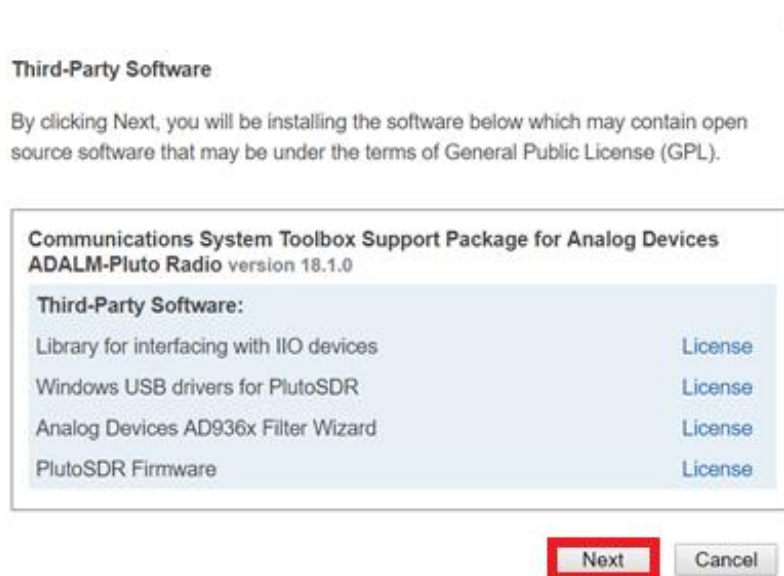 Third-Party Software
By clicking Next, you will be installing the software below which may contain open
source software that may be under the terms of General Public License (GPL).
Communications System Toolbox Support Package for Analog Devices
ADALM-Pluto Radio version 18.1.0
Third-Party Software:
Library for interfacing with IIO devices License
Windows USB drivers for PlutoSDR License
Analog Devices AD936x Filter Wizard License
PlutoSDR Firmware License
Next Cancel